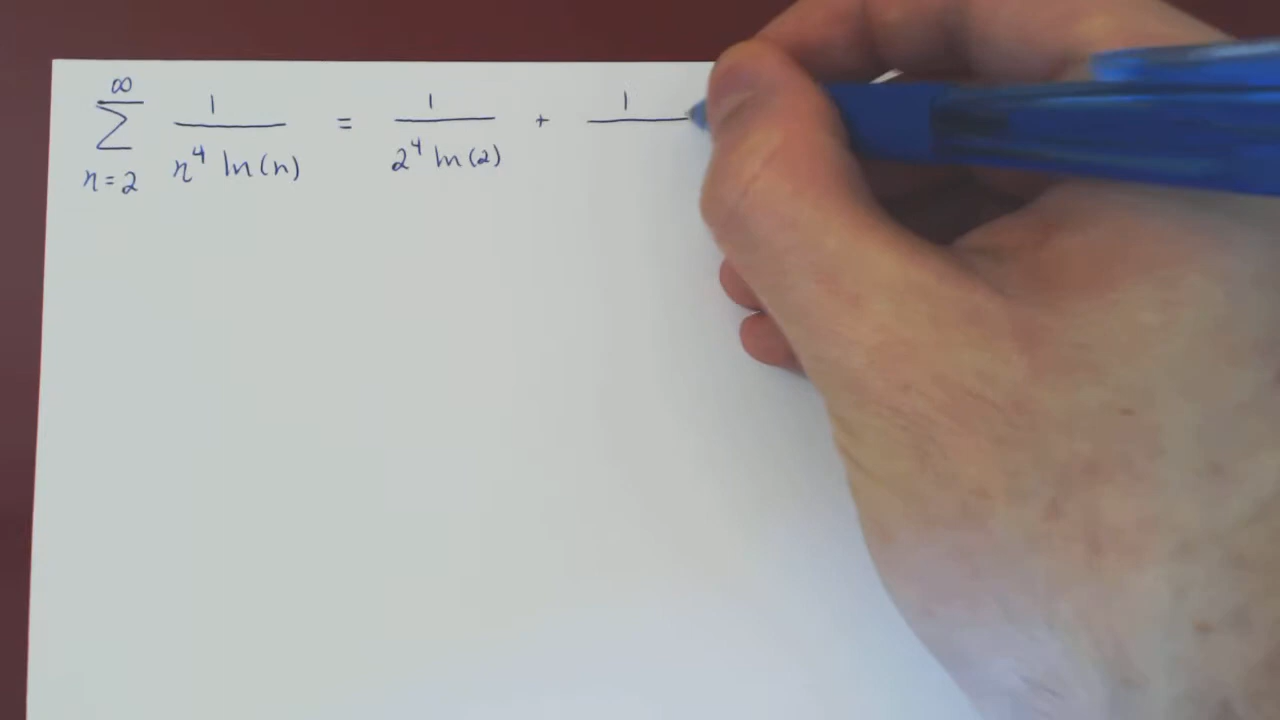 ∞ ∑ n=2 1/(n⁴ ln(n)) = 1/(2⁴ ln(2)) + 1/